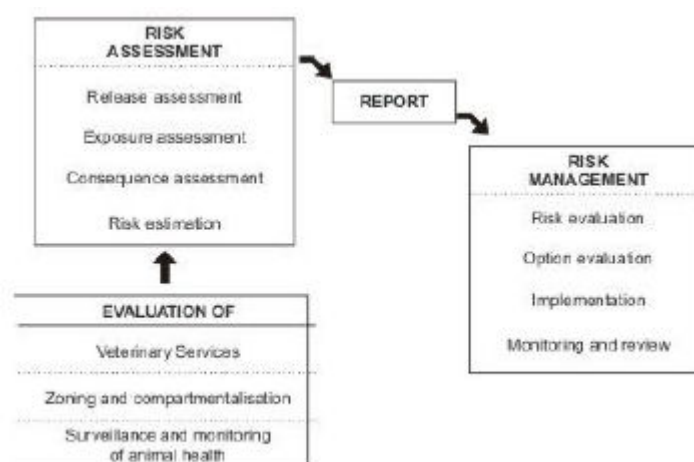 RISK
ASSESSMENT
Release assessment
Exposure assessment
Consequence assessment
Risk estimation
REPORT
RISK
MANAGEMENT
Risk evaluation
Option evaluation
Implementation
Monitoring and review
EVALUATION OF
Veterinary Services
Zoning and compartmentalisation
Surveillance and monitoring
of animal health